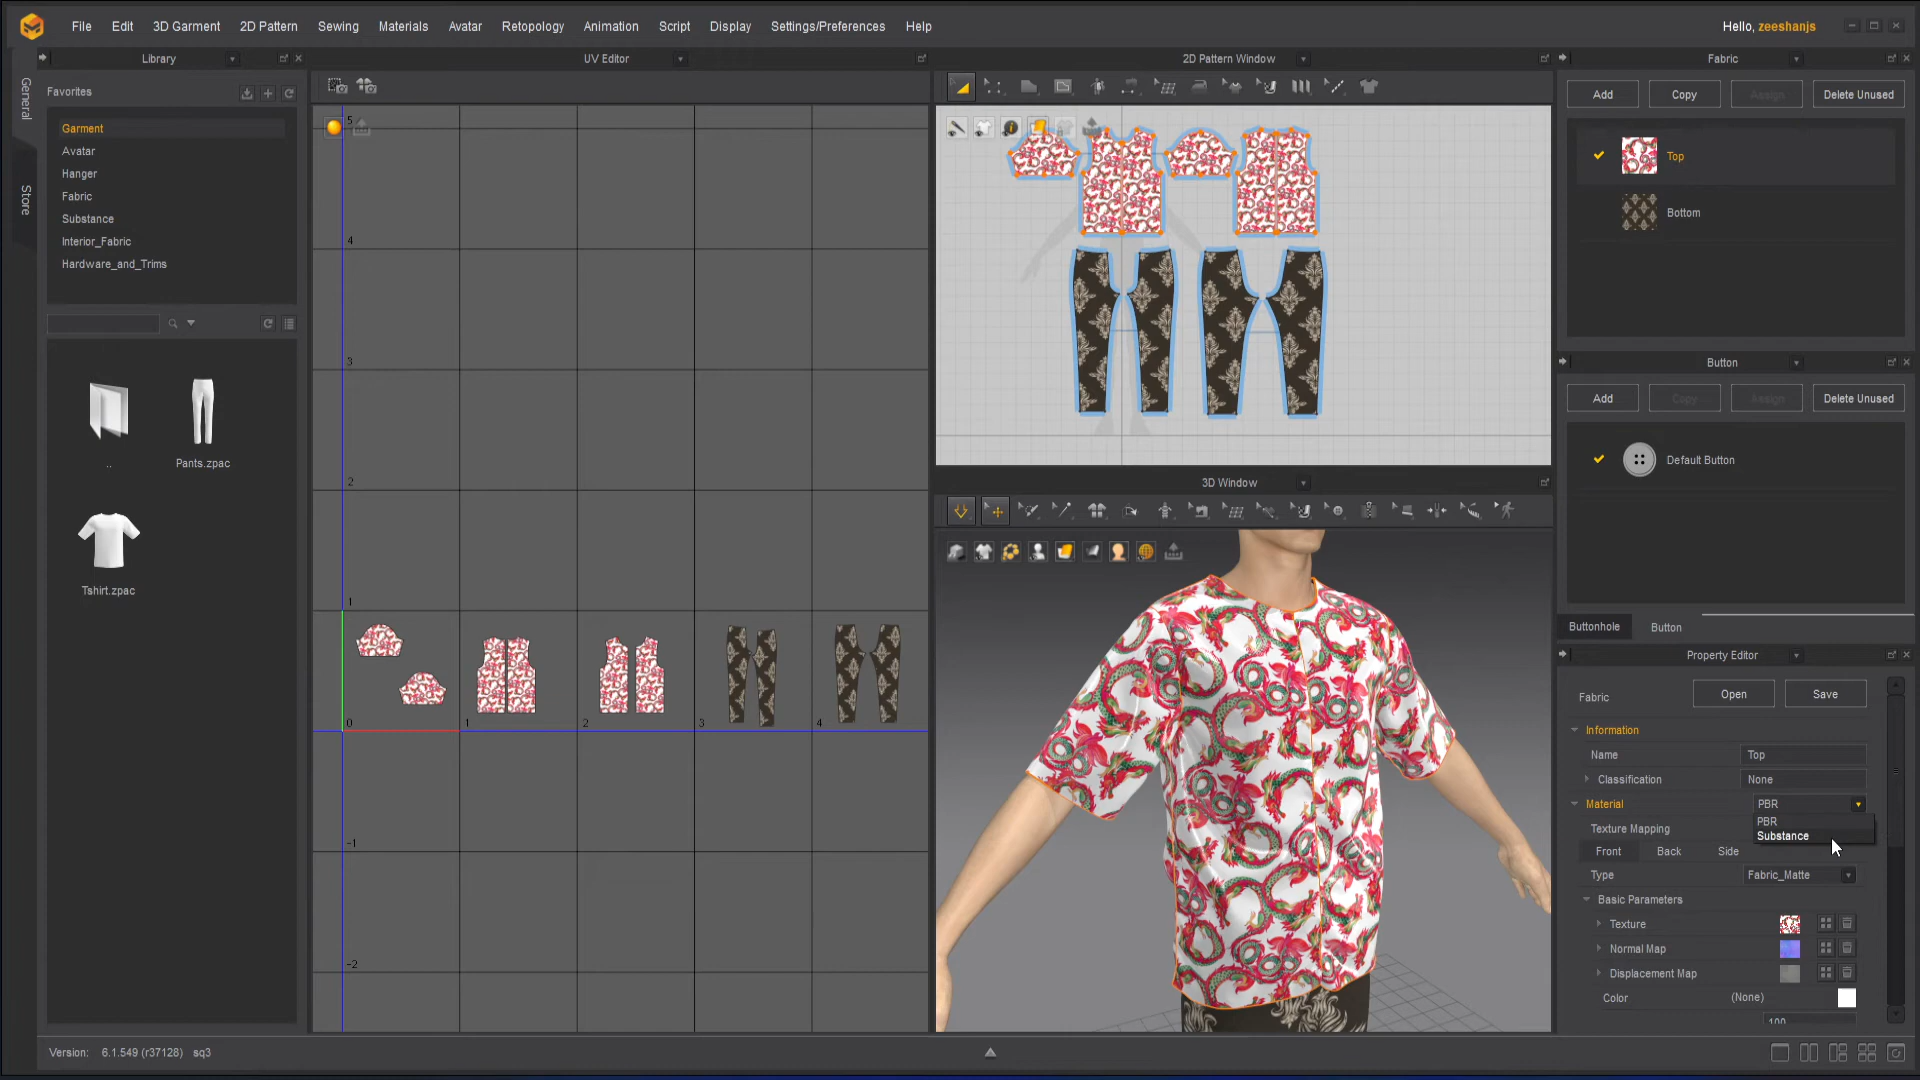 File Edit 3D Garment 2D Pattern Sewing Materials Avatar Retopology Animation Script Display Settings/Preferences Help
Hello, zeeshanjs
General
Store
Library
Favorites
Garment
Avatar
Hanger
Fabric
Substance
Interior_Fabric
Hardware_and_Trims
..
Pants.zpac
Tshirt.zpac
UV Editor
5
4
3
2
1
0 1 2 3 4
-1
-2
2D Pattern Window
3D Window
Fabric
Add Copy Assign Delete Unused
Top
Bottom
Button
Add Copy Assign Delete Unused
Default Button
Buttonhole Button
Property Editor
Fabric Open Save
Information
Name Top
Classification None
Material PBR
PBR
Substance
Texture Mapping
Front Back Side
Type Fabric_Matte
Basic Parameters
Texture
Normal Map
Displacement Map
Color (None)
100
Version: 6.1.549 (r37128) sq3